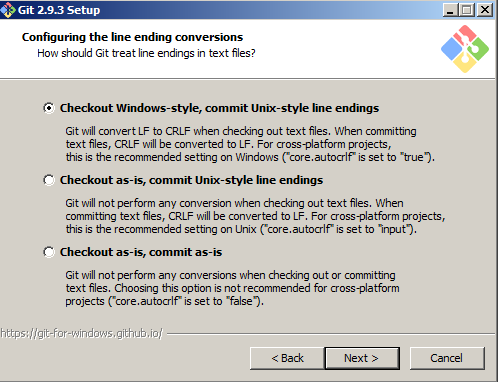 Git 2.9.3 Setup
Configuring the line ending conversions
How should Git treat line endings in text files?
Checkout Windows-style, commit Unix-style line endings
Git will convert LF to CRLF when checking out text files. When committing
text files, CRLF will be converted to LF. For cross-platform projects,
this is the recommended setting on Windows ("core.autocrlf" is set to "true").
Checkout as-is, commit Unix-style line endings
Git will not perform any conversion when checking out text files. When
committing text files, CRLF will be converted to LF. For cross-platform projects,
this is the recommended setting on Unix ("core.autocrlf" is set to "input").
Checkout as-is, commit as-is
Git will not perform any conversions when checking out or committing
text files. Choosing this option is not recommended for cross-platform
projects ("core.autocrlf" is set to "false").
https://git-for-windows.github.io/
< Back Next > Cancel